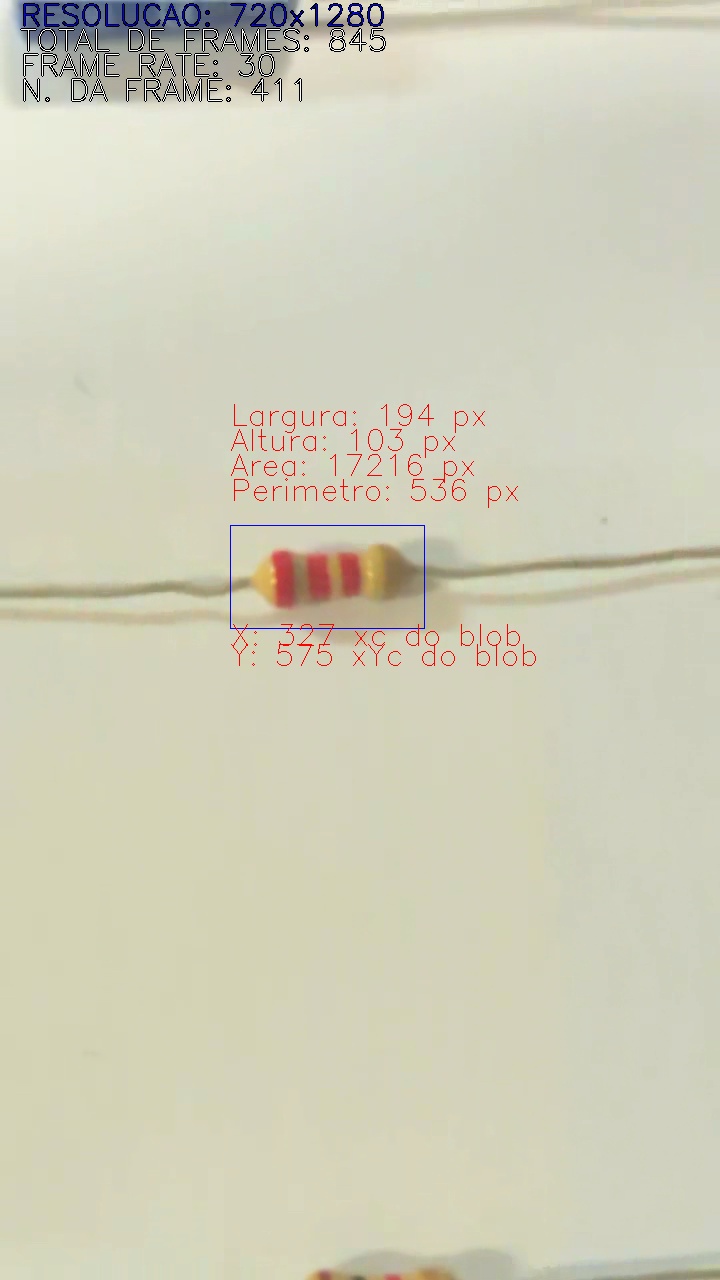 RESOLUCAO: 720x1280
TOTAL DE FRAMES: 845
FRAME RATE: 30
N. DA FRAME: 411
Largura: 194 px
Altura: 103 px
Area: 17216 px
Perimetro: 536 px
X: 327 xc do blob
Y: 575 xYc do blob